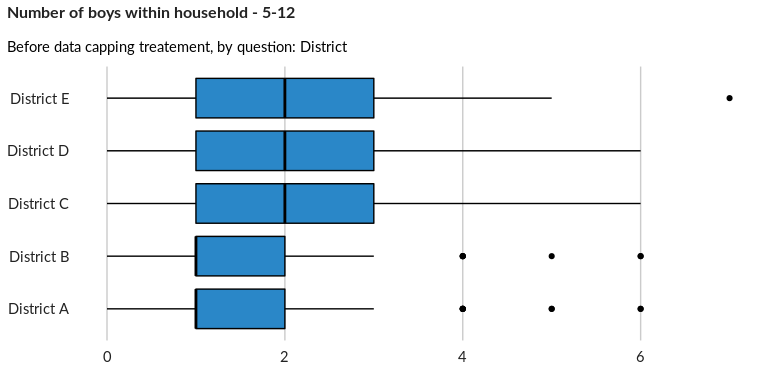 Number of boys within household - 5-12
Before data capping treatement, by question: District
District E
District D
District C
District B
District A
0 2 4 6